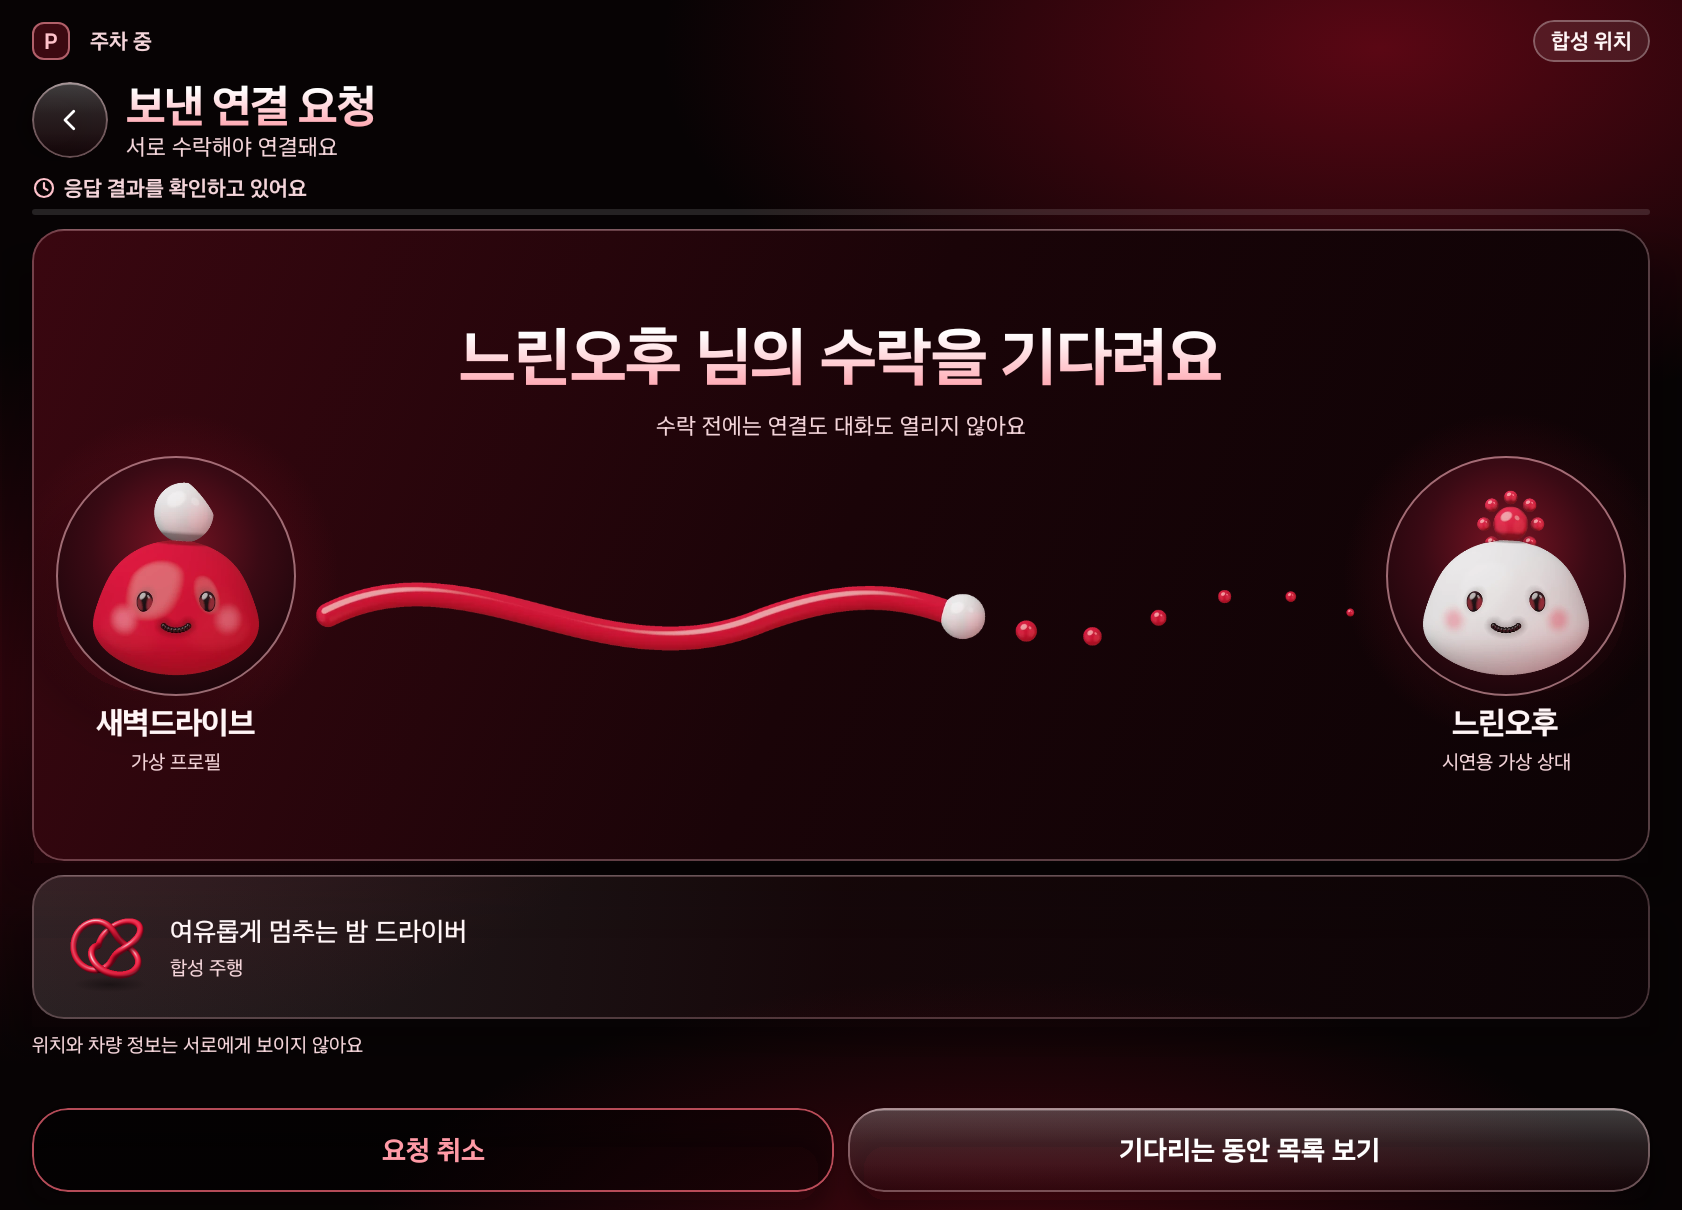 P 주차 중
합성 위치
보낸 연결 요청
서로 수락해야 연결돼요
응답 결과를 확인하고 있어요
느린오후 님의 수락을 기다려요
수락 전에는 연결도 대화도 열리지 않아요
새벽드라이브
가상 프로필
느린오후
시연용 가상 상대
여유롭게 멈추는 밤 드라이버
합성 주행
위치와 차량 정보는 서로에게 보이지 않아요
요청 취소
기다리는 동안 목록 보기